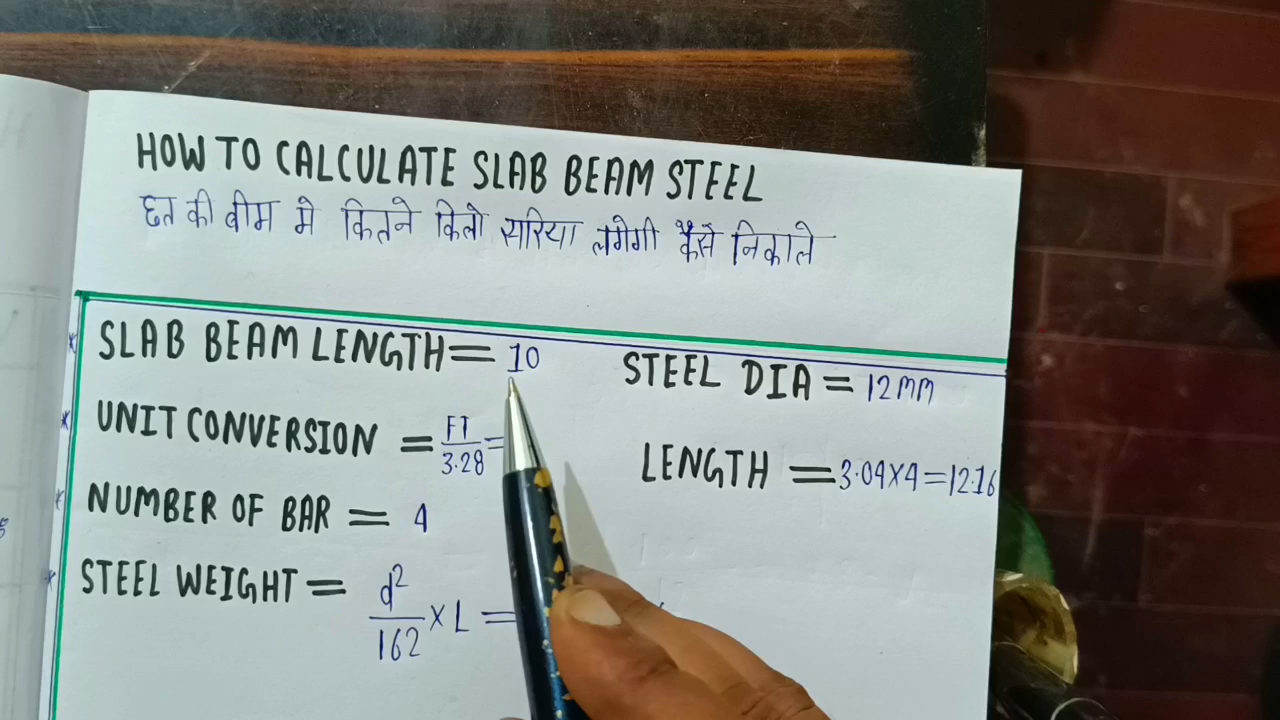 HOW TO CALCULATE SLAB BEAM STEEL
छत की बीम मे कितने किलो सरिया लगेगी कैसे निकाले
SLAB BEAM LENGTH = 10
STEEL DIA = 12MM
UNIT CONVERSION = FT/3.28 =
LENGTH = 3.04×4=12.16
NUMBER OF BAR = 4
STEEL WEIGHT = d²/162 × L =